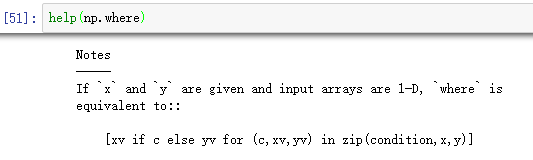 [51]: help(np.where)
Notes
-----
If `x` and `y` are given and input arrays are 1-D, `where` is
equivalent to::
[xv if c else yv for (c,xv,yv) in zip(condition,x,y)]